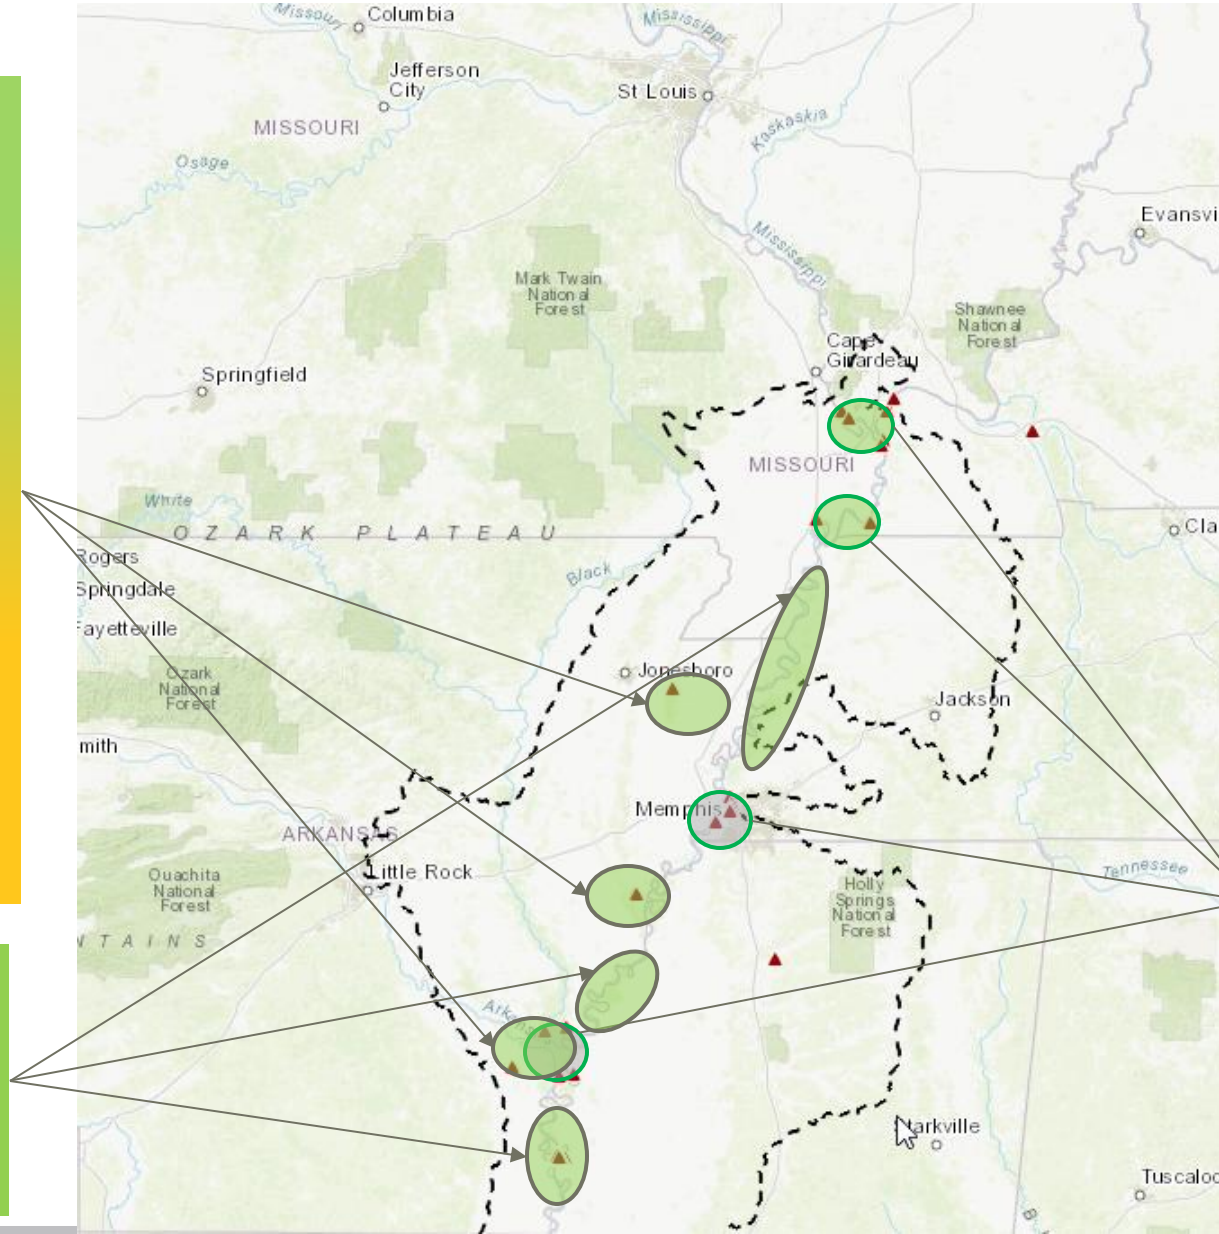 Missouri
Columbia
Mississippi
Jefferson
City
St Louis
MISSOURI
Kaskaskia
Osage
Evansvi
Mississippi
Mark Twain
National
Forest
Shawnee
National
Forest
Cape
Girardeau
Springfield
MISSOURI
White
OZARK PLATEAU
Cla
Rogers
Black
Springdale
Fayetteville
Jonesboro
Ozark
National
Forest
Jackson
mith
Memphis
ARKANSAS
Little Rock
Tennessee
Ouachita
National
Forest
Holly
Springs
National
Forest
NTAINS
Arkans
tarkville
Tuscaloo
B